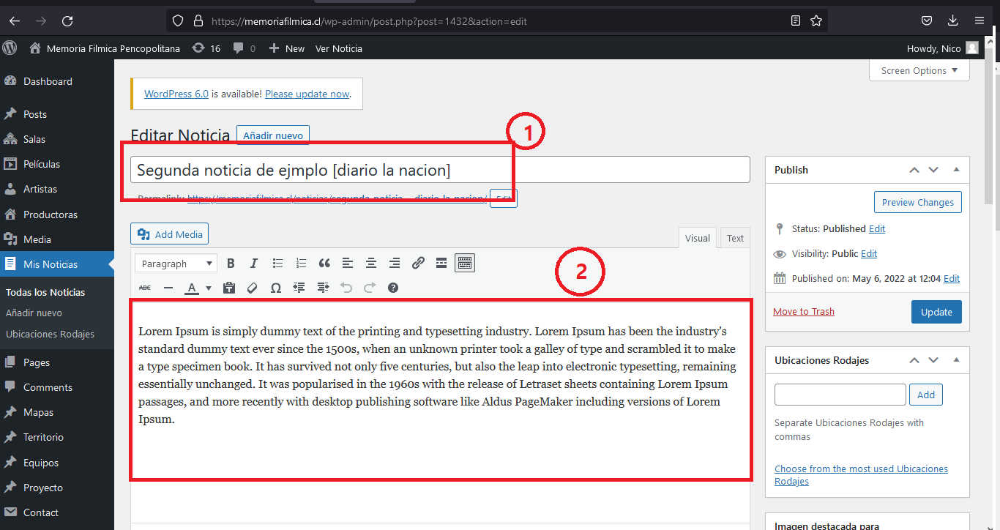 https://memoriafilmica.cl/wp-admin/post.php?post=1432&action=edit
Memoria Filmica Pencopolitana 16 0 New Ver Noticia Howdy, Nico
Screen Options
Dashboard
Posts
Salas
Películas
Artistas
Productoras
Media
Mis Noticias
Todas los Noticias
Añadir nuevo
Ubicaciones Rodajes
Pages
Comments
Mapas
Territorio
Equipos
Proyecto
Contact
WordPress 6.0 is available! Please update now.
Editar Noticia Añadir nuevo
1
Segunda noticia de ejmplo [diario la nacion]
Permalink: https://memoriafilmica.cl/noticias/segunda-noticia-...-diario-la-nacion/ Edit
Add Media
Visual Text
Paragraph B I
ABC A
2
Lorem Ipsum is simply dummy text of the printing and typesetting industry. Lorem Ipsum has been the industry's
standard dummy text ever since the 1500s, when an unknown printer took a galley of type and scrambled it to make
a type specimen book. It has survived not only five centuries, but also the leap into electronic typesetting, remaining
essentially unchanged. It was popularised in the 1960s with the release of Letraset sheets containing Lorem Ipsum
passages, and more recently with desktop publishing software like Aldus PageMaker including versions of Lorem
Ipsum.
Publish
Preview Changes
Status: Published Edit
Visibility: Public Edit
Published on: May 6, 2022 at 12:04 Edit
Move to Trash Update
Ubicaciones Rodajes
Add
Separate Ubicaciones Rodajes with
commas
Choose from the most used Ubicaciones
Rodajes
Imagen destacada para